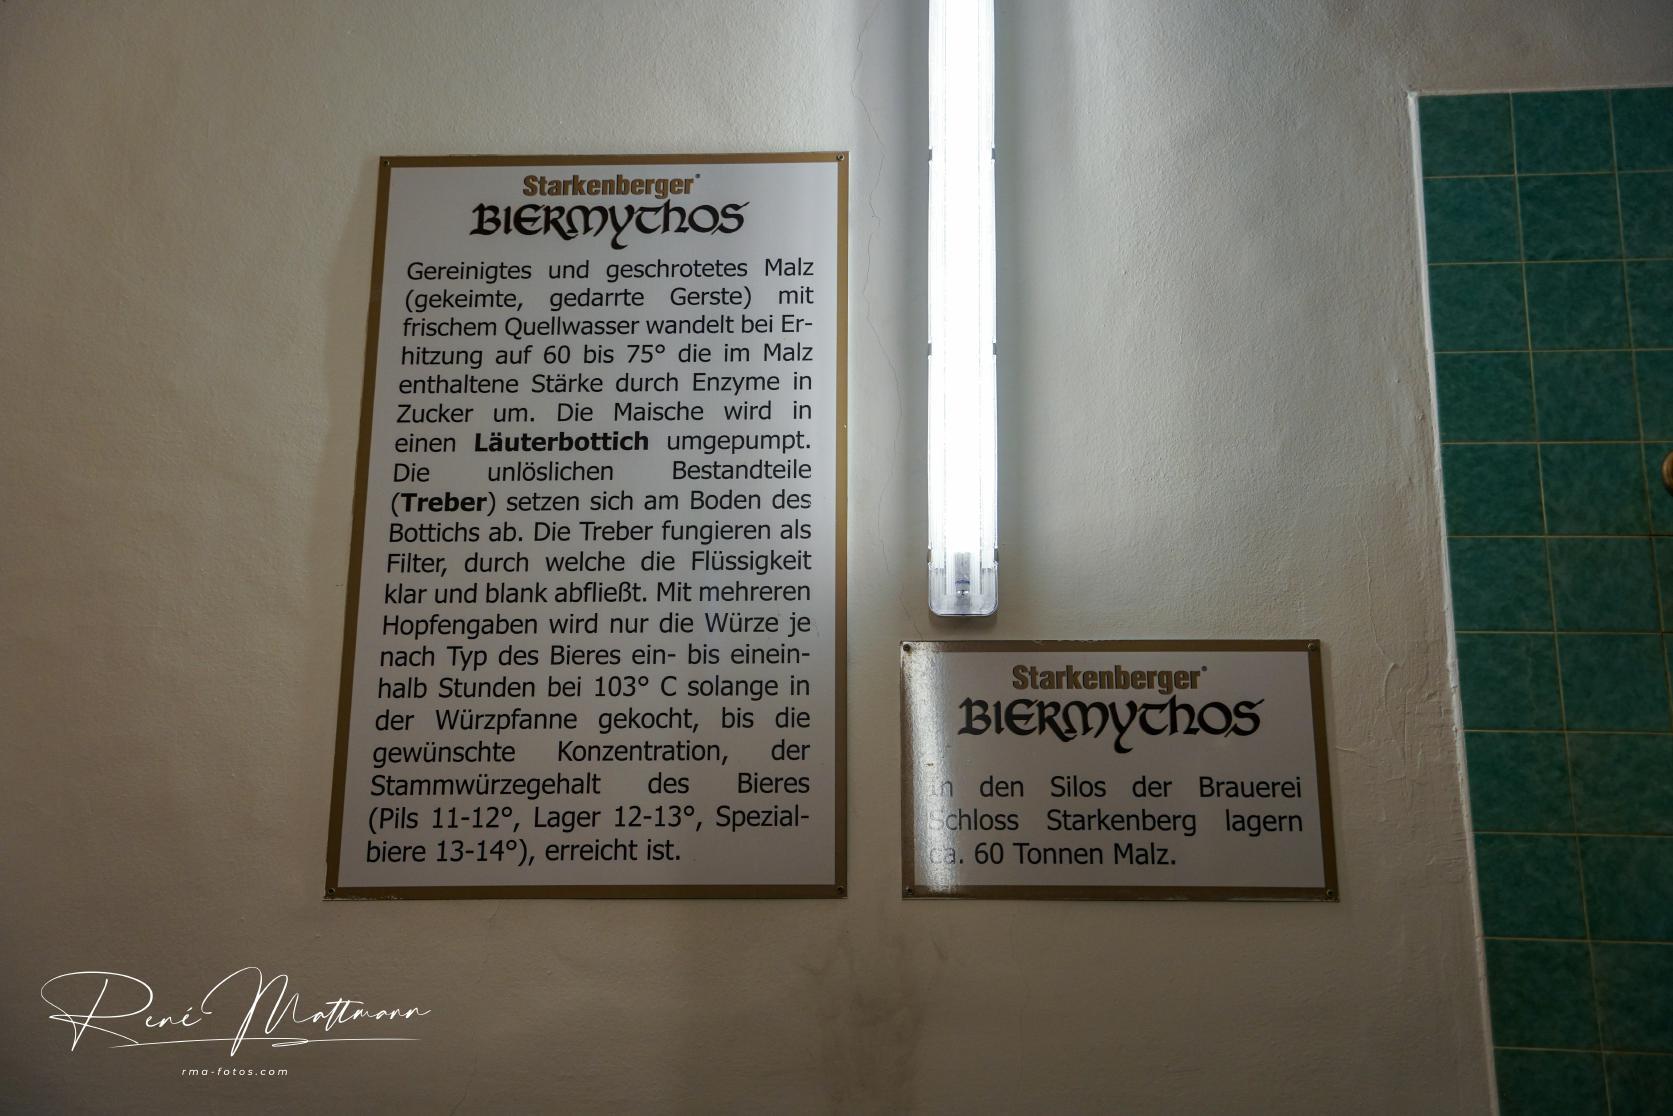 Starkenberger®
BIERMYTHOS
Gereinigtes und geschrotetes Malz
(gekeimte, gedarrte Gerste) mit
frischem Quellwasser wandelt bei Er-
hitzung auf 60 bis 75° die im Malz
enthaltene Stärke durch Enzyme in
Zucker um. Die Maische wird in
einen Läuterbottich umgepumpt.
Die unlöslichen Bestandteile
(Treber) setzen sich am Boden des
Bottichs ab. Die Treber fungieren als
Filter, durch welche die Flüssigkeit
klar und blank abfließt. Mit mehreren
Hopfengaben wird nur die Würze je
nach Typ des Bieres ein- bis einein-
halb Stunden bei 103° C solange in
der Würzpfanne gekocht, bis die
gewünschte Konzentration, der
Stammwürzegehalt des Bieres
(Pils 11-12°, Lager 12-13°, Spezial-
biere 13-14°), erreicht ist.
Starkenberger®
BIERMYTHOS
In den Silos der Brauerei
Schloss Starkenberg lagern
ca. 60 Tonnen Malz.
René Mattmann
rma-fotos.com